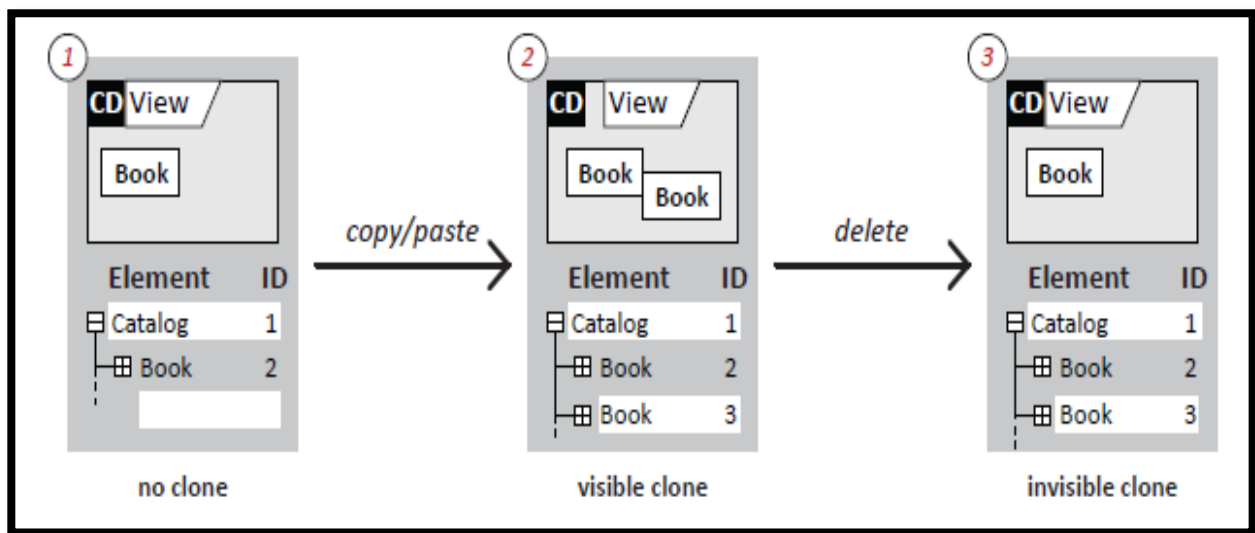 1
CD View
Book
Element ID
Catalog 1
Book 2
no clone
copy/paste
2
CD View
Book
Book
Element ID
Catalog 1
Book 2
Book 3
visible clone
delete
3
CD View
Book
Element ID
Catalog 1
Book 2
Book 3
invisible clone